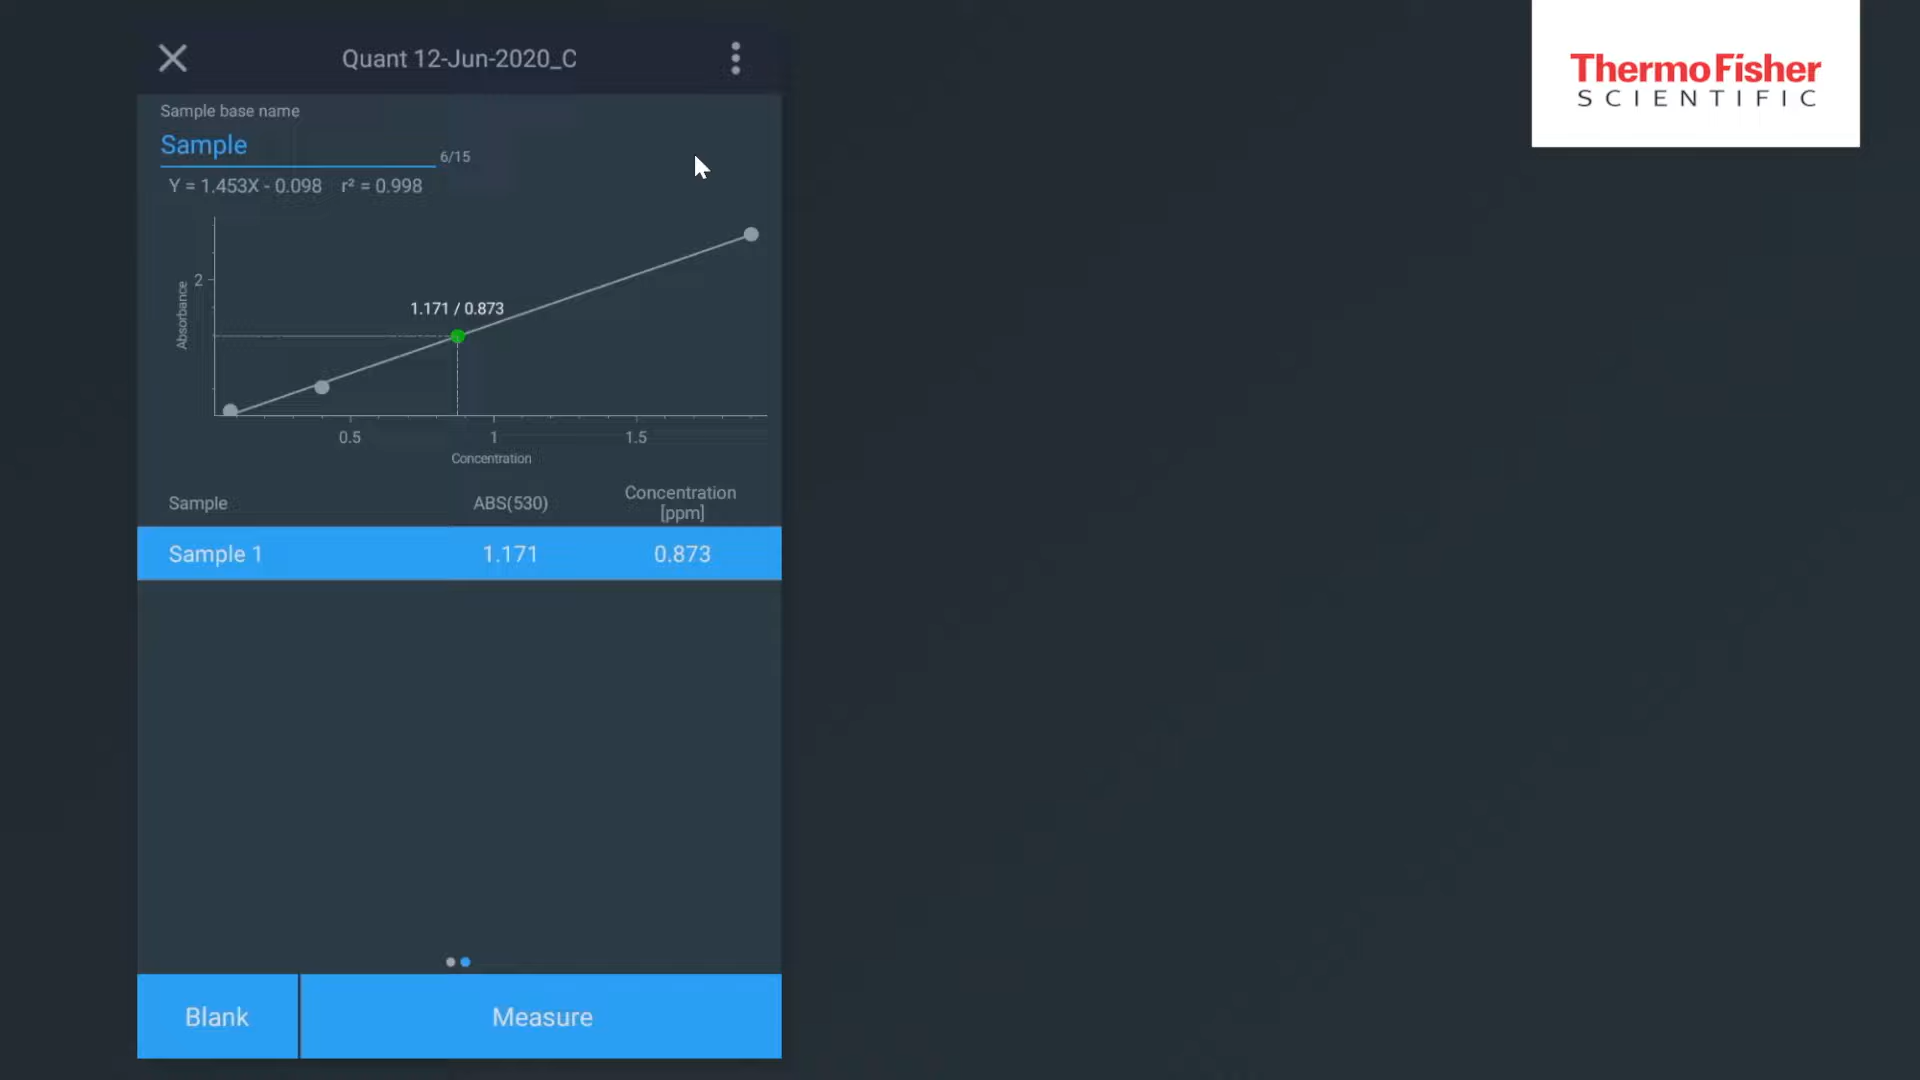 Quant 12-Jun-2020_C
ThermoFisher
SCIENTIFIC
Sample base name
Sample
6/15
Y = 1.453X - 0.098 r² = 0.998
2
Absorbance
1.171 / 0.873
0.5 1 1.5
Concentration
Sample ABS(530) Concentration
[ppm]
Sample 1 1.171 0.873
Blank Measure